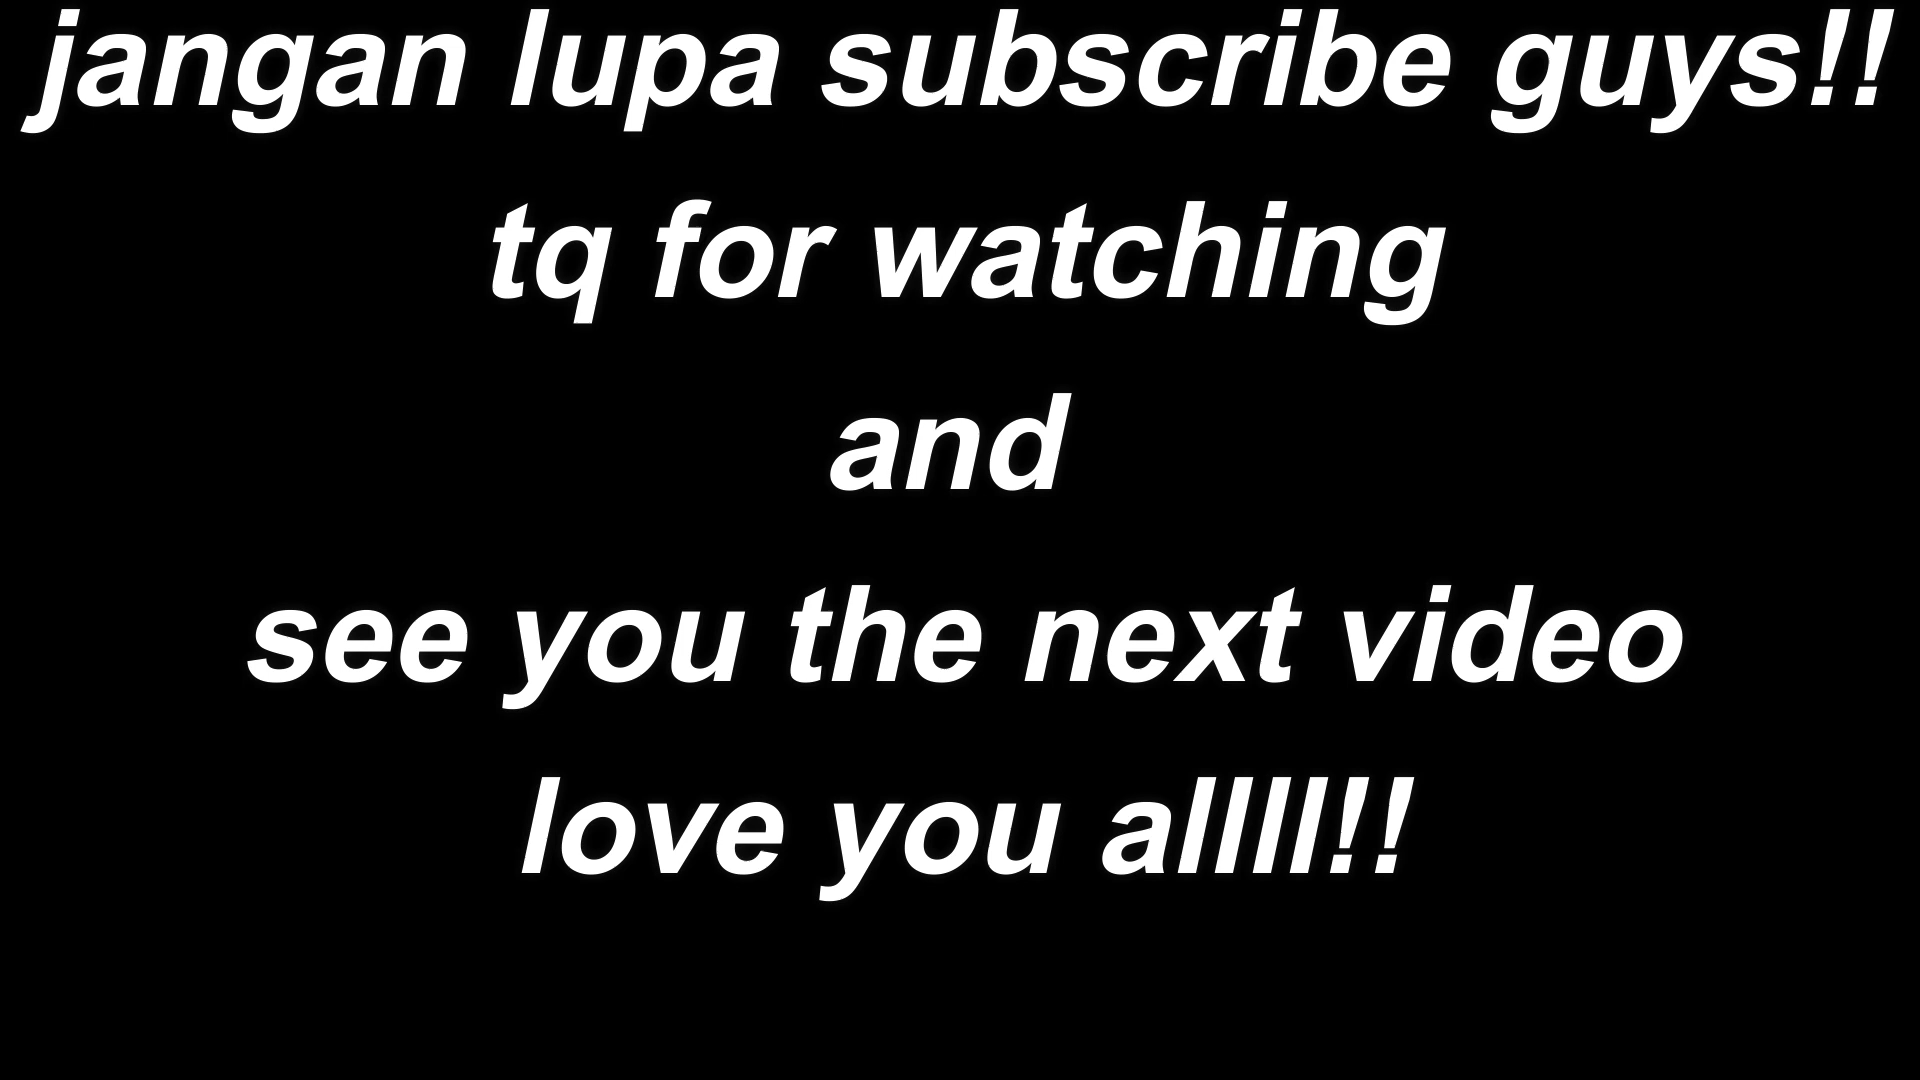 jangan lupa subscribe guys!!
tq for watching
and
see you the next video
love you allll!!